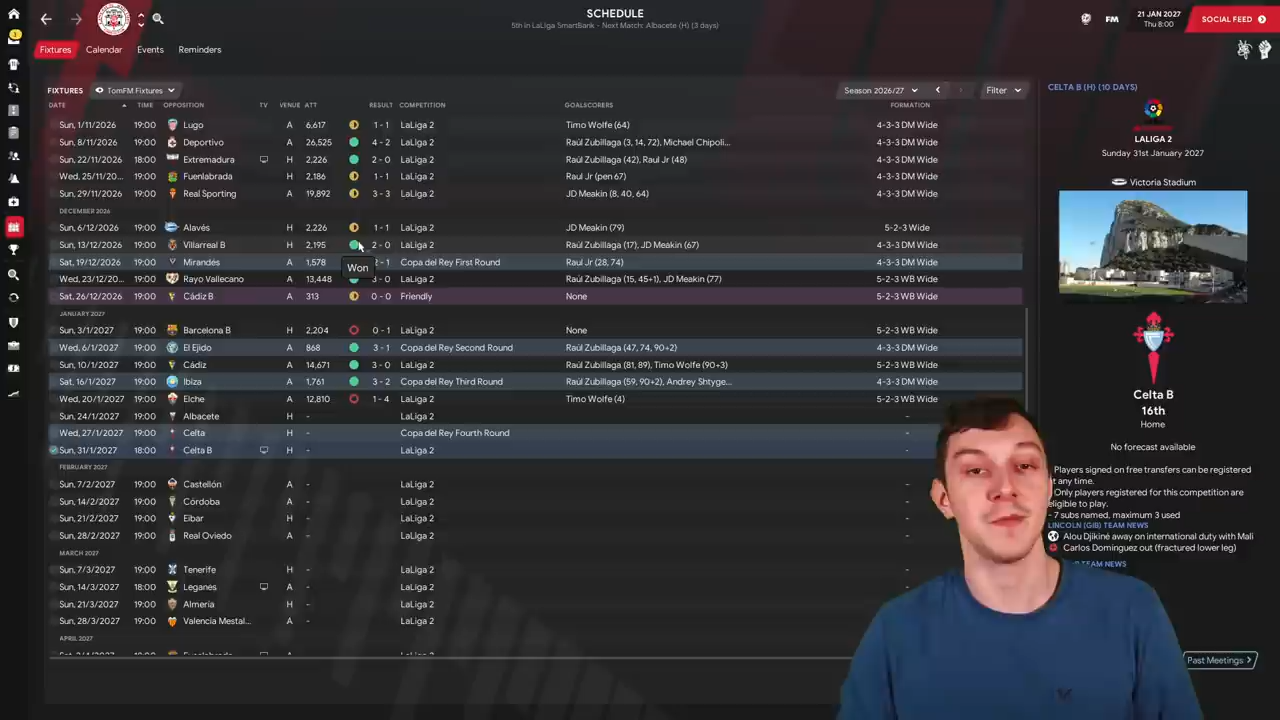 SCHEDULE
5th in LaLiga SmartBank - Next Match: Albacete (H) (3 days)
FM
21 JAN 2027
Thu 8:00
SOCIAL FEED
Fixtures Calendar Events Reminders
FIXTURES TomFM Fixtures Season 2026/27 Filter
DATE TIME OPPOSITION TV VENUE ATT RESULT COMPETITION GOALSCORERS FORMATION
Sun, 1/11/2026 19:00 Lugo A 6,617 1 - 1 LaLiga 2 Timo Wolfe (64) 4-3-3 DM Wide
Sun, 8/11/2026 19:00 Deportivo A 26,525 4 - 2 LaLiga 2 Raúl Zubillaga (3, 14, 72), Michael Chipoli... 4-3-3 DM Wide
Sun, 22/11/2026 18:00 Extremadura H 2,226 2 - 0 LaLiga 2 Raúl Zubillaga (42), Raul Jr (48) 4-3-3 DM Wide
Wed, 25/11/20... 19:00 Fuenlabrada H 2,186 1 - 1 LaLiga 2 Raul Jr (pen 67) 4-3-3 DM Wide
Sun, 29/11/2026 19:00 Real Sporting A 19,892 3 - 3 LaLiga 2 JD Meakin (8, 40, 64) 4-3-3 DM Wide
DECEMBER 2026
Sun, 6/12/2026 19:00 Alavés H 2,226 1 - 1 LaLiga 2 JD Meakin (79) 5-2-3 Wide
Sun, 13/12/2026 19:00 Villarreal B H 2,195 2 - 0 LaLiga 2 Raúl Zubillaga (17), JD Meakin (67) 4-3-3 DM Wide
Sat, 19/12/2026 19:00 Mirandés A 1,578 - 1 Copa del Rey First Round Raul Jr (28, 74) 4-3-3 DM Wide
Won
Wed, 23/12/20... 19:00 Rayo Vallecano A 13,448 - 0 LaLiga 2 Raúl Zubillaga (15, 45+1), JD Meakin (77) 5-2-3 WB Wide
Sat, 26/12/2026 19:00 Cádiz B A 313 0 - 0 Friendly None 5-2-3 WB Wide
JANUARY 2027
Sun, 3/1/2027 19:00 Barcelona B H 2,204 0 - 1 LaLiga 2 None 5-2-3 WB Wide
Wed, 6/1/2027 19:00 El Ejido A 868 3 - 1 Copa del Rey Second Round Raúl Zubillaga (47, 74, 90+2) 4-3-3 DM Wide
Sun, 10/1/2027 19:00 Cádiz A 14,671 3 - 0 LaLiga 2 Raúl Zubillaga (81, 89), Timo Wolfe (90+3) 5-2-3 WB Wide
Sat, 16/1/2027 19:00 Ibiza A 1,761 3 - 2 Copa del Rey Third Round Raúl Zubillaga (59, 90+2), Andrey Shtyge... 4-3-3 DM Wide
Wed, 20/1/2027 19:00 Elche A 12,810 1 - 4 LaLiga 2 Timo Wolfe (4) 5-2-3 WB Wide
Sun, 24/1/2027 19:00 Albacete H - LaLiga 2 -
Wed, 27/1/2027 19:00 Celta H - Copa del Rey Fourth Round -
Sun, 31/1/2027 18:00 Celta B H - LaLiga 2 -
FEBRUARY 2027
Sun, 7/2/2027 19:00 Castellón A - LaLiga 2 -
Sun, 14/2/2027 19:00 Córdoba A - LaLiga 2 -
Sun, 21/2/2027 19:00 Eibar H - LaLiga 2 -
Sun, 28/2/2027 19:00 Real Oviedo A - LaLiga 2 -
MARCH 2027
Sun, 7/3/2027 19:00 Tenerife H - LaLiga 2
Sun, 14/3/2027 18:00 Leganés A - LaLiga 2
Sun, 21/3/2027 19:00 Almería H - LaLiga 2
Sun, 28/3/2027 19:00 Valencia Mestal... A - LaLiga 2
APRIL 2027
CELTA B (H) (10 DAYS)
LALIGA 2
Sunday 31st January 2027
Victoria Stadium
Celta B
16th
Home
No forecast available
Players signed on free transfers can be registered
at any time.
Only players registered for this competition are
eligible to play.
- 7 subs named, maximum 3 used
LINCOLN (GIB) TEAM NEWS
Alou Djikiné away on international duty with Mali
Carlos Dominguez out (fractured lower leg)
TEAM NEWS
Past Meetings >